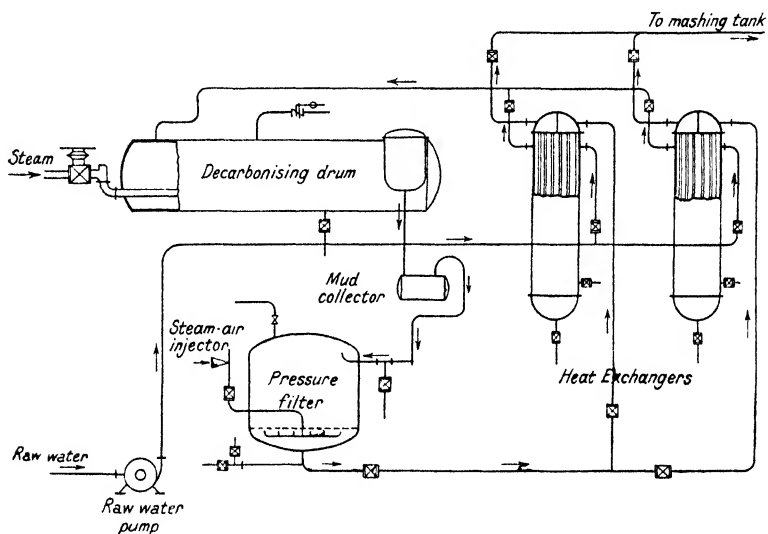 To mashing tank
Steam
Decarbonising drum
Mud
collector
Steam-air
injector
Pressure
filter
Heat Exchangers
Raw water
Raw water
pump